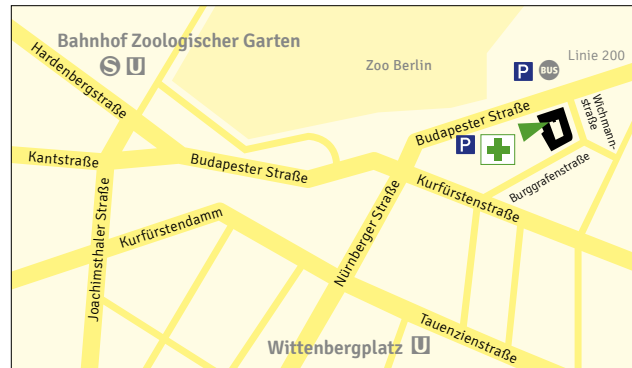 Bahnhof Zoologischer Garten
S U
Hardenbergstraße
Zoo Berlin
Linie 200
P BUS
Wichmann-
straße
Budapester Straße
P
Kantstraße
Budapester Straße
Burggrafenstraße
Kurfürstenstraße
Joachimsthaler Straße
Kurfürstendamm
Nürnberger Straße
Tauenzienstraße
Wittenbergplatz U